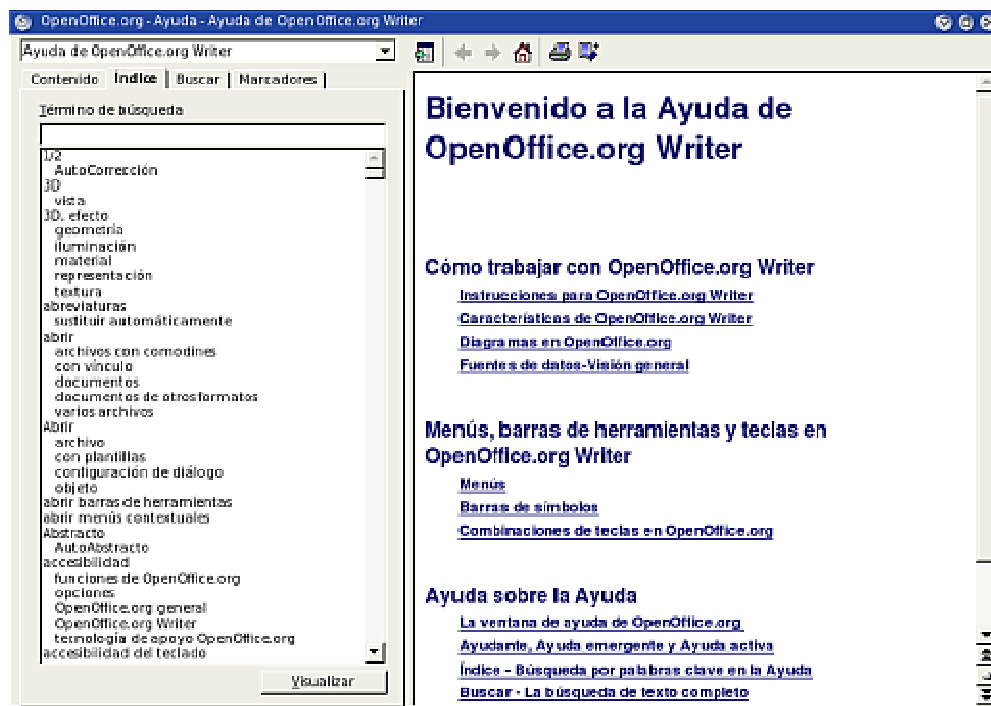 OpenOffice.org - Ayuda - Ayuda de OpenOffice.org Writer
Ayuda de OpenOffice.org Writer
Contenido Índice Buscar Marcadores
Término de búsqueda
1/2
AutoCorrección
3D
vista
3D, efecto
geometría
iluminación
material
representación
textura
abreviaturas
sustituir automáticamente
abrir
archivos con comodines
con vínculo
documentos
documentos de otros formatos
varios archivos
Abrir
archivo
con plantillas
configuración de diálogo
objeto
abrir barras de herramientas
abrir menús contextuales
Abstracto
AutoAbstracto
accesibilidad
funciones de OpenOffice.org
opciones
OpenOffice.org general
OpenOffice.org Writer
tecnología de apoyo OpenOffice.org
accesibilidad del teclado
Visualizar
Bienvenido a la Ayuda de
OpenOffice.org Writer
Cómo trabajar con OpenOffice.org Writer
Instrucciones para OpenOffice.org Writer
Características de OpenOffice.org Writer
Diagramas en OpenOffice.org
Fuentes de datos-Visión general
Menús, barras de herramientas y teclas en
OpenOffice.org Writer
Menús
Barras de símbolos
Combinaciones de teclas en OpenOffice.org
Ayuda sobre la Ayuda
La ventana de ayuda de OpenOffice.org
Ayudante, Ayuda emergente y Ayuda activa
Índice – Búsqueda por palabras clave en la Ayuda
Buscar - La búsqueda de texto completo